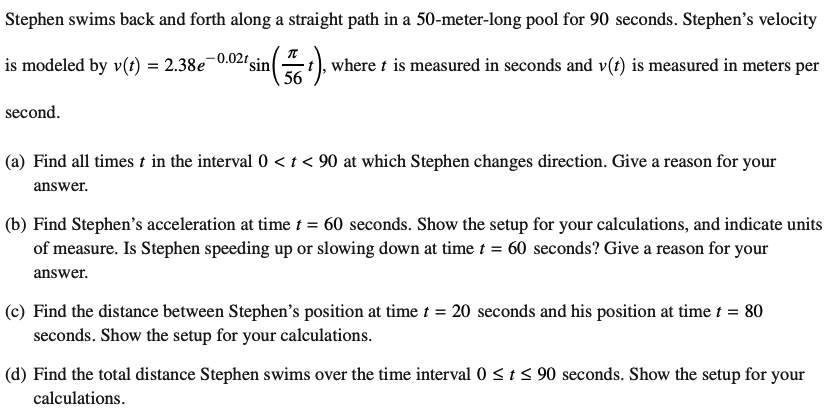 Stephen swims back and forth along a straight path in a 50-meter-long pool for 90 seconds. Stephen's velocity
is modeled by v(t) = 2.38e^{−0.02t} sin(π/56 t), where t is measured in seconds and v(t) is measured in meters per
second.
(a) Find all times t in the interval 0 < t < 90 at which Stephen changes direction. Give a reason for your
answer.
(b) Find Stephen's acceleration at time t = 60 seconds. Show the setup for your calculations, and indicate units
of measure. Is Stephen speeding up or slowing down at time t = 60 seconds? Give a reason for your
answer.
(c) Find the distance between Stephen's position at time t = 20 seconds and his position at time t = 80
seconds. Show the setup for your calculations.
(d) Find the total distance Stephen swims over the time interval 0 ≤ t ≤ 90 seconds. Show the setup for your
calculations.